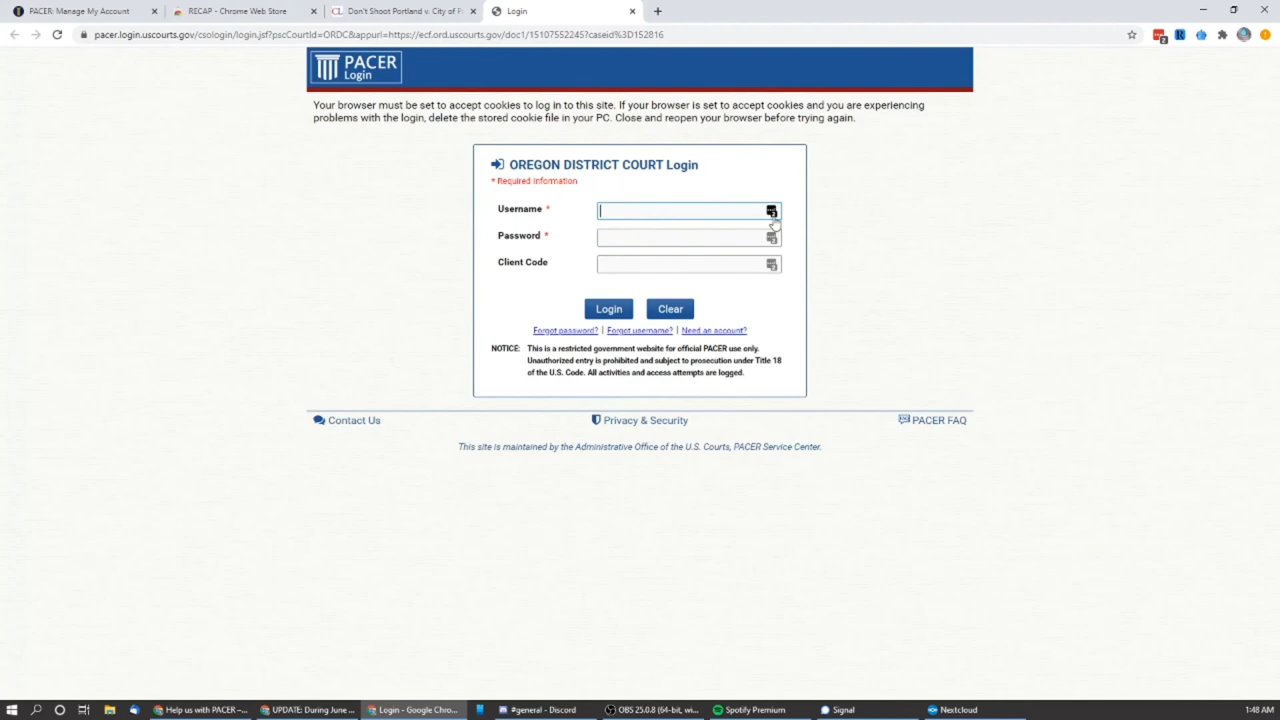 PACER: Manage My Account
RECAP - Chrome Web Store
CL Don't Shoot Portland v. City of P
Login
pacer.login.uscourts.gov/csologin/login.jsf?pscCourtId=ORDC&appurl=https://ecf.ord.uscourts.gov/doc1/15107552245?caseid%3D152816
PACER
Login
Your browser must be set to accept cookies to log in to this site. If your browser is set to accept cookies and you are experiencing
problems with the login, delete the stored cookie file in your PC. Close and reopen your browser before trying again.
OREGON DISTRICT COURT Login
* Required Information
Username *
Password *
Client Code
Login Clear
Forgot password? | Forgot username? | Need an account?
NOTICE: This is a restricted government website for official PACER use only.
Unauthorized entry is prohibited and subject to prosecution under Title 18
of the U.S. Code. All activities and access attempts are logged.
Contact Us Privacy & Security PACER FAQ
This site is maintained by the Administrative Office of the U.S. Courts, PACER Service Center.
Help us with PACER –... UPDATE: During June ... Login - Google Chro... #general - Discord OBS 25.0.8 (64-bit, wi... Spotify Premium Signal Nextcloud 1:48 AM